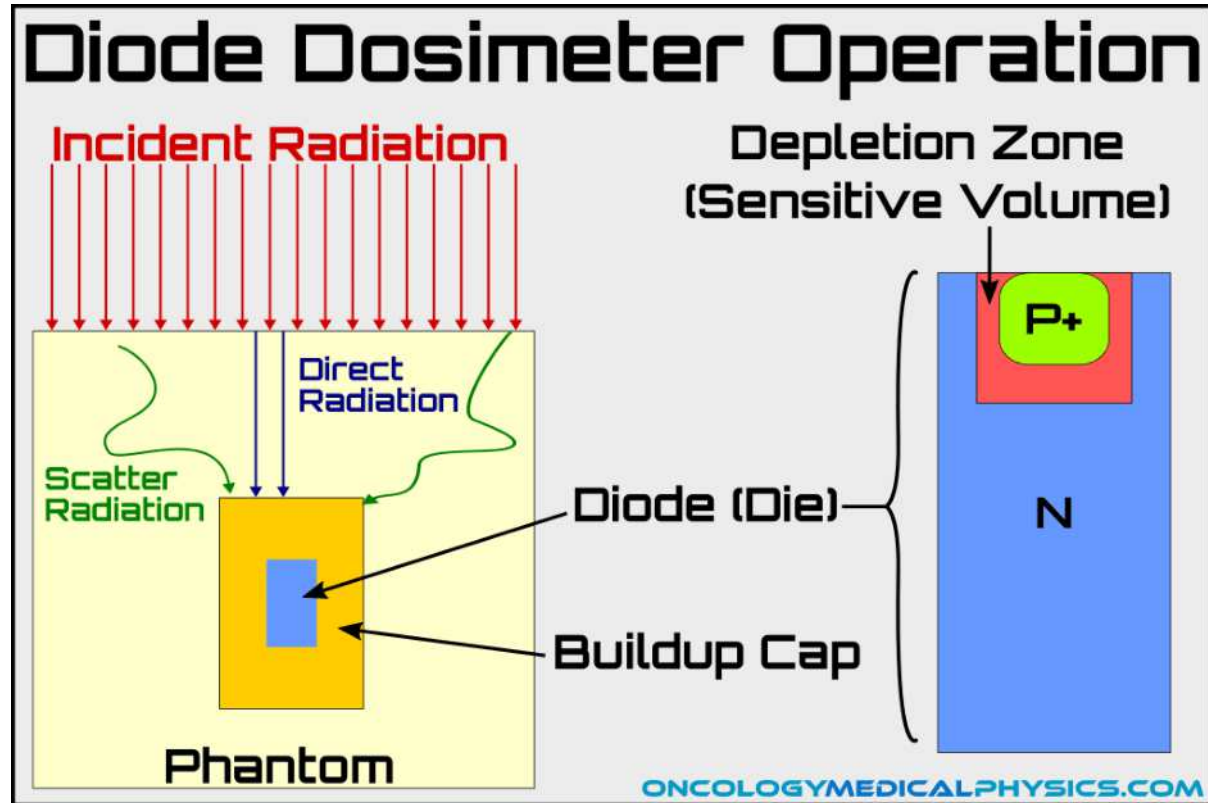 Diode Dosimeter Operation
Incident Radiation
Depletion Zone
(Sensitive Volume)
P+
Direct
Radiation
Scatter
Radiation
Diode (Die)
N
Buildup Cap
Phantom
ONCOLOGYMEDICALPHYSICS.COM